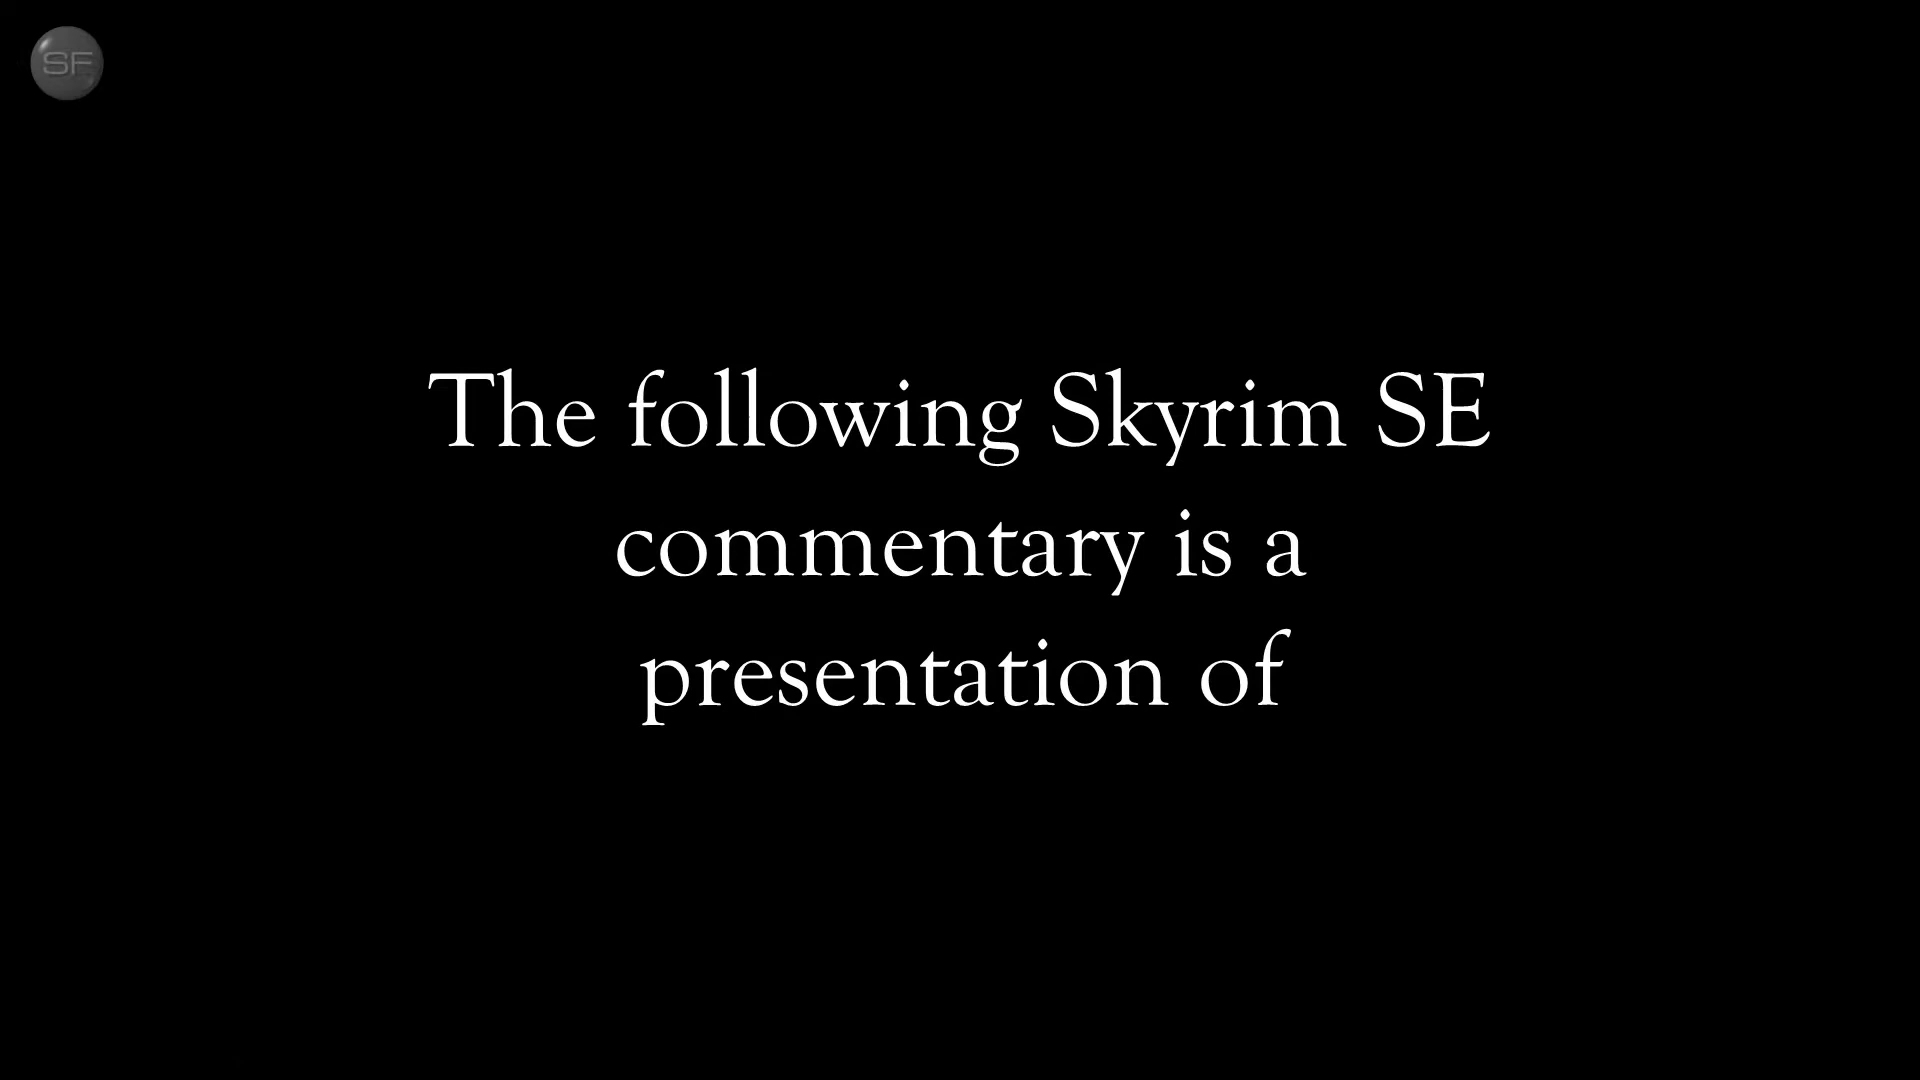 SF
The following Skyrim SE
commentary is a
presentation of